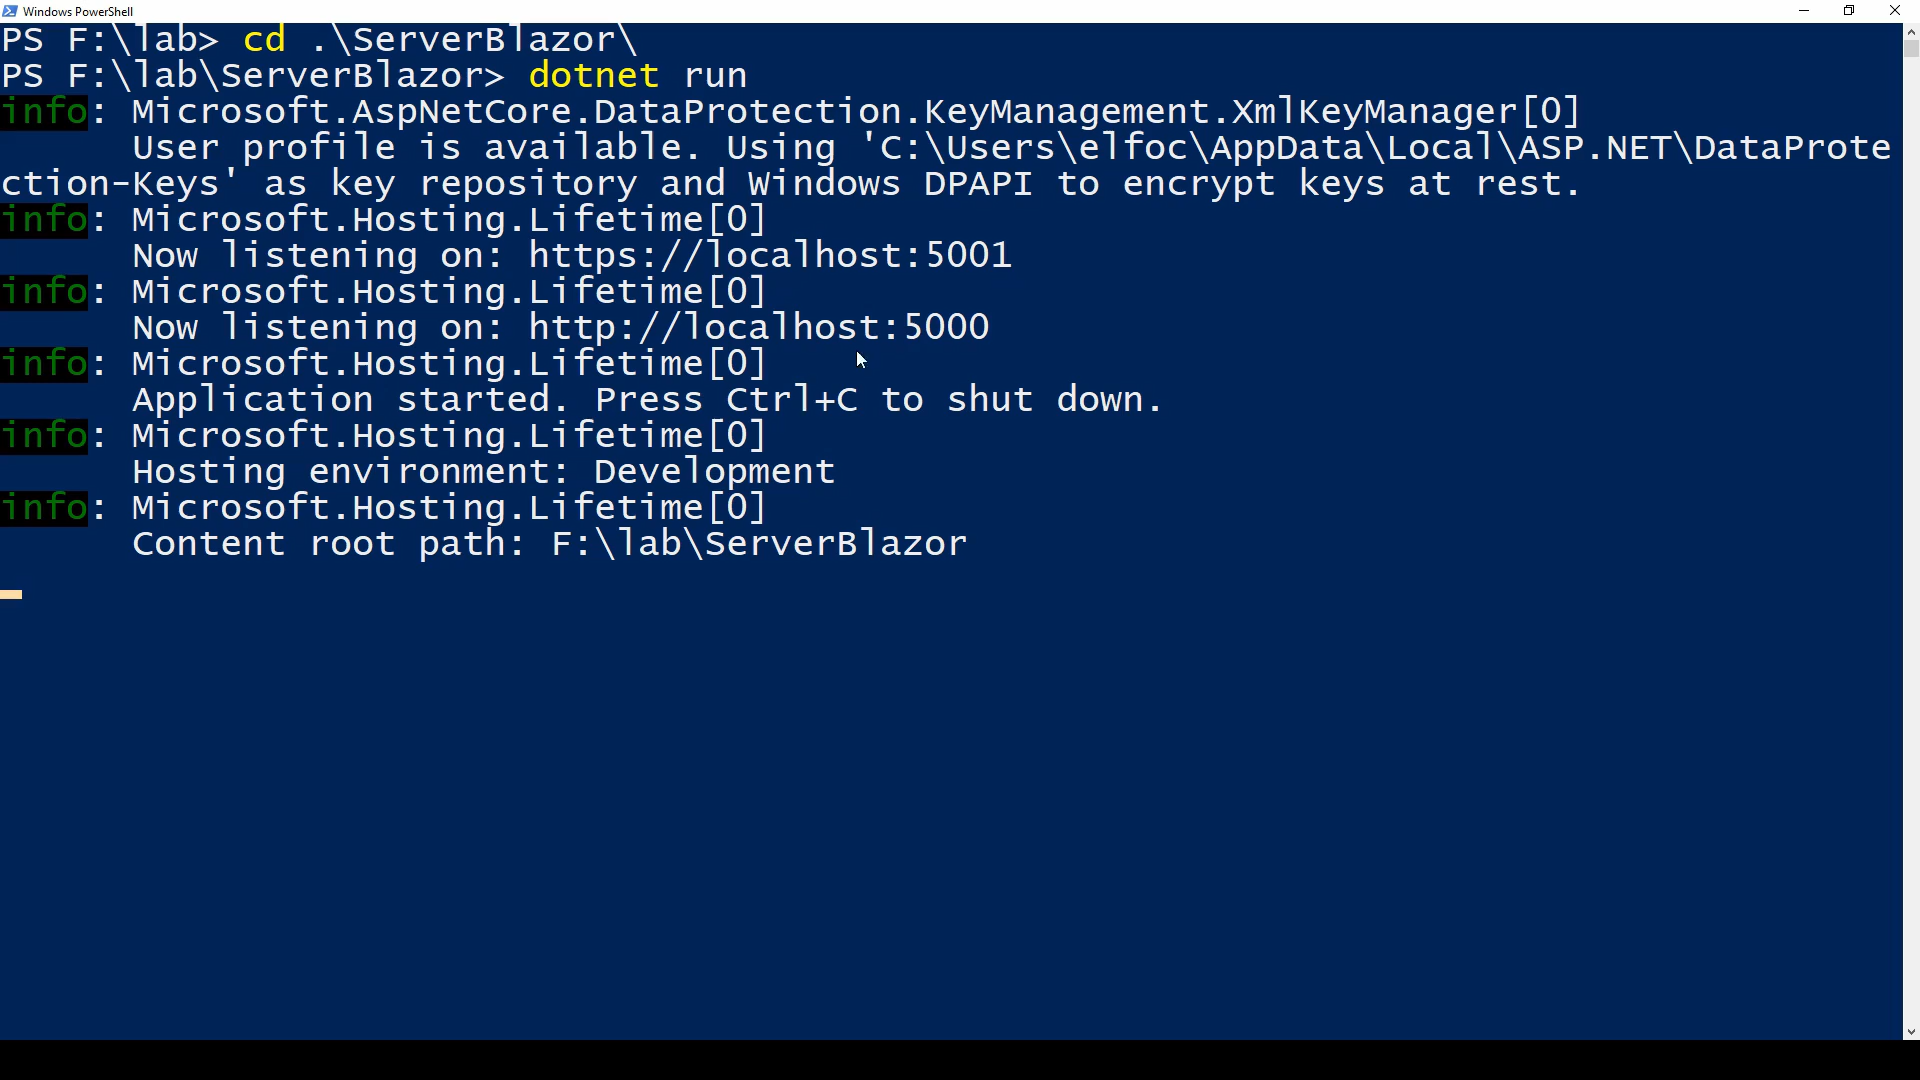 Windows PowerShell
PS F:\lab> cd .\ServerBlazor\
PS F:\lab\ServerBlazor> dotnet run
info: Microsoft.AspNetCore.DataProtection.KeyManagement.XmlKeyManager[0]
User profile is available. Using 'C:\Users\elfoc\AppData\Local\ASP.NET\DataProte
ction-Keys' as key repository and Windows DPAPI to encrypt keys at rest.
info: Microsoft.Hosting.Lifetime[0]
Now listening on: https://localhost:5001
info: Microsoft.Hosting.Lifetime[0]
Now listening on: http://localhost:5000
info: Microsoft.Hosting.Lifetime[0]
Application started. Press Ctrl+C to shut down.
info: Microsoft.Hosting.Lifetime[0]
Hosting environment: Development
info: Microsoft.Hosting.Lifetime[0]
Content root path: F:\lab\ServerBlazor